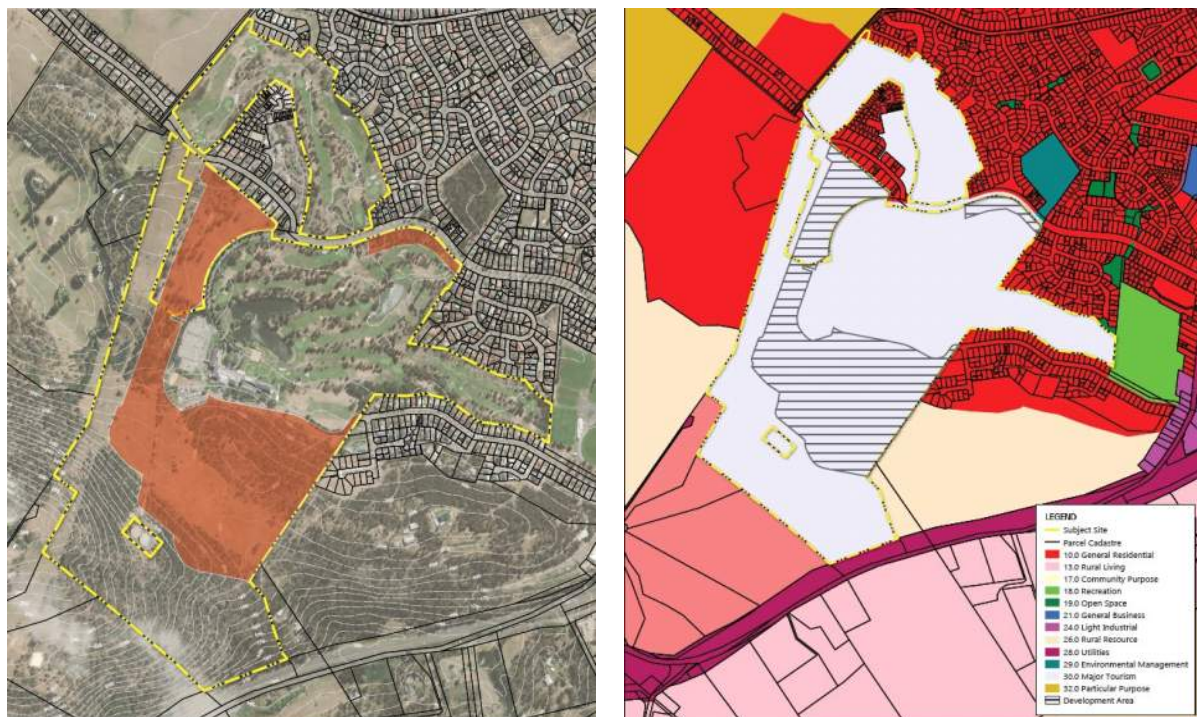 LEGEND
Subject Site
Parcel Cadastre
10.0 General Residential
13.0 Rural Living
17.0 Community Purpose
18.0 Recreation
19.0 Open Space
21.0 General Business
24.0 Light Industrial
26.0 Rural Resource
28.0 Utilities
29.0 Environmental Management
30.0 Major Tourism
32.0 Particular Purpose
Development Area